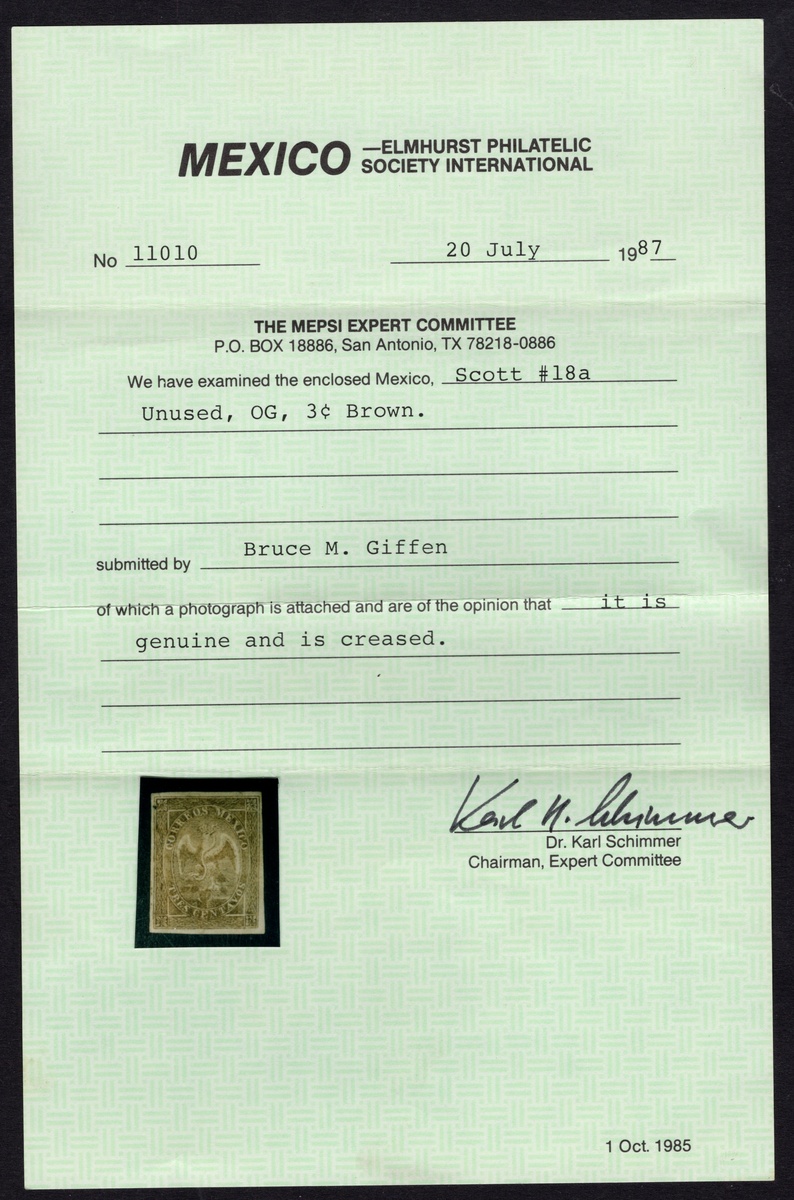 MEXICO —ELMHURST PHILATELIC
SOCIETY INTERNATIONAL
No 11010 20 July 1987
THE MEPSI EXPERT COMMITTEE
P.O. BOX 18886, San Antonio, TX 78218-0886
We have examined the enclosed Mexico, Scott #18a
Unused, OG, 3¢ Brown.
submitted by Bruce M. Giffen
of which a photograph is attached and are of the opinion that it is
genuine and is creased.
CORREOS MEXICO
TRES CENTAVOS
Karl H. Schimmer
Dr. Karl Schimmer
Chairman, Expert Committee
1 Oct. 1985